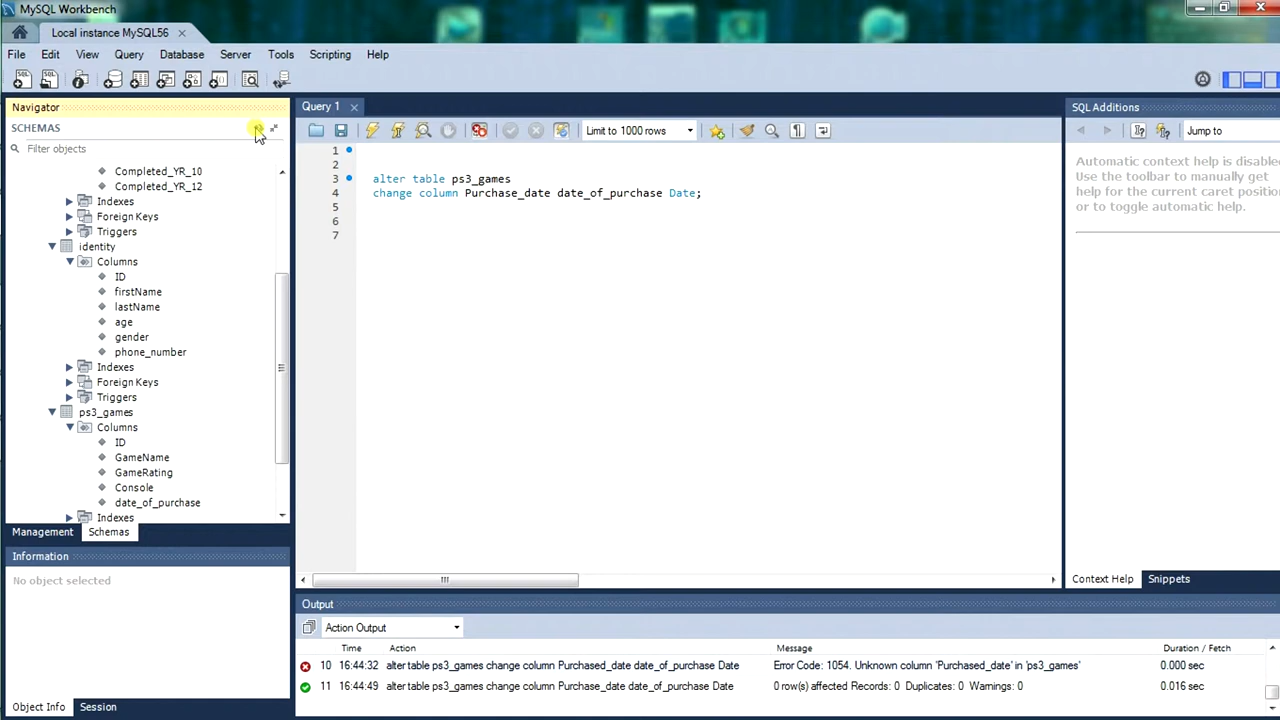 MySQL Workbench
Local instance MySQL56
File Edit View Query Database Server Tools Scripting Help
Navigator
SCHEMAS
Filter objects
Completed_YR_10
Completed_YR_12
Indexes
Foreign Keys
Triggers
identity
Columns
ID
firstName
lastName
age
gender
phone_number
Indexes
Foreign Keys
Triggers
ps3_games
Columns
ID
GameName
GameRating
Console
date_of_purchase
Indexes
Management Schemas
Information
No object selected
Object Info Session
Query 1
Limit to 1000 rows
1
2
3 alter table ps3_games
4 change column Purchase_date date_of_purchase Date;
5
6
7
SQL Additions
Jump to
Automatic context help is disable
Use the toolbar to manually get
help for the current caret position
or to toggle automatic help.
Context Help Snippets
Output
Action Output
Time Action Message Duration / Fetch
10 16:44:32 alter table ps3_games change column Purchased_date date_of_purchase Date Error Code: 1054. Unknown column 'Purchased_date' in 'ps3_games' 0.000 sec
11 16:44:49 alter table ps3_games change column Purchase_date date_of_purchase Date 0 row(s) affected Records: 0 Duplicates: 0 Warnings: 0 0.016 sec